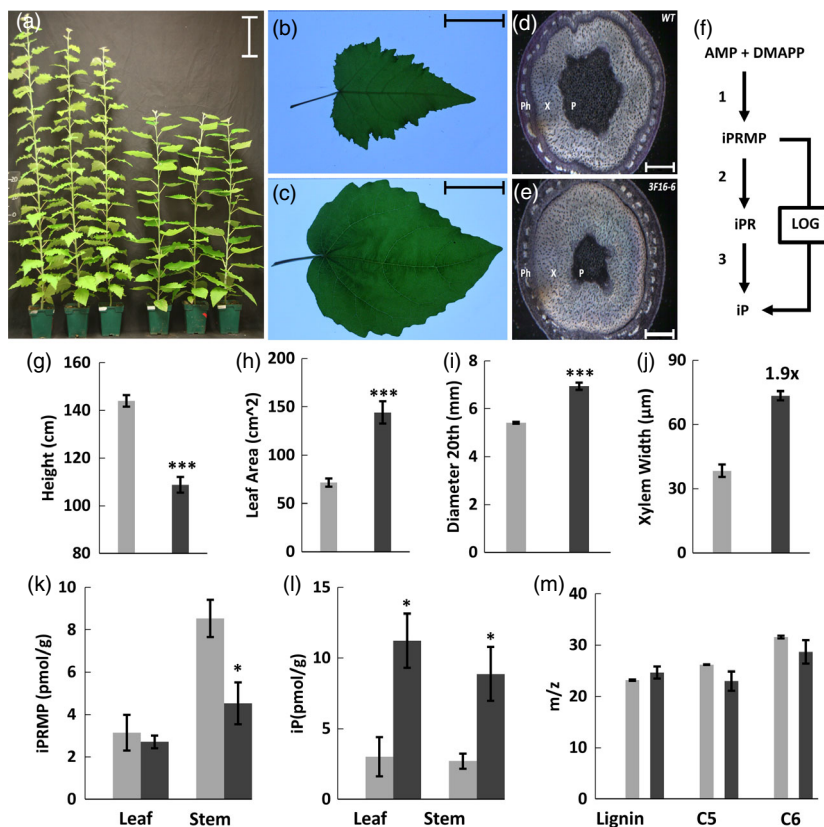 (a)
(b)
(c)
(d)
WT
Ph X P
(e)
3F16-6
Ph X P
(f)
AMP + DMAPP
1
iPRMP
2
LOG
iPR
3
iP
(g)
Height (cm)
160
140
120
100
80
***
(h)
Leaf Area (cm^2)
200
150
100
50
0
***
(i)
Diameter 20th (mm)
8
6
4
2
0
***
(j)
Xylem Width (µm)
90
60
30
0
1.9x
(k)
iPRMP (pmol/g)
10
8
6
4
2
0
*
Leaf Stem
(l)
iP(pmol/g)
15
10
5
0
*
*
Leaf Stem
(m)
m/z
40
30
20
10
0
Lignin C5 C6